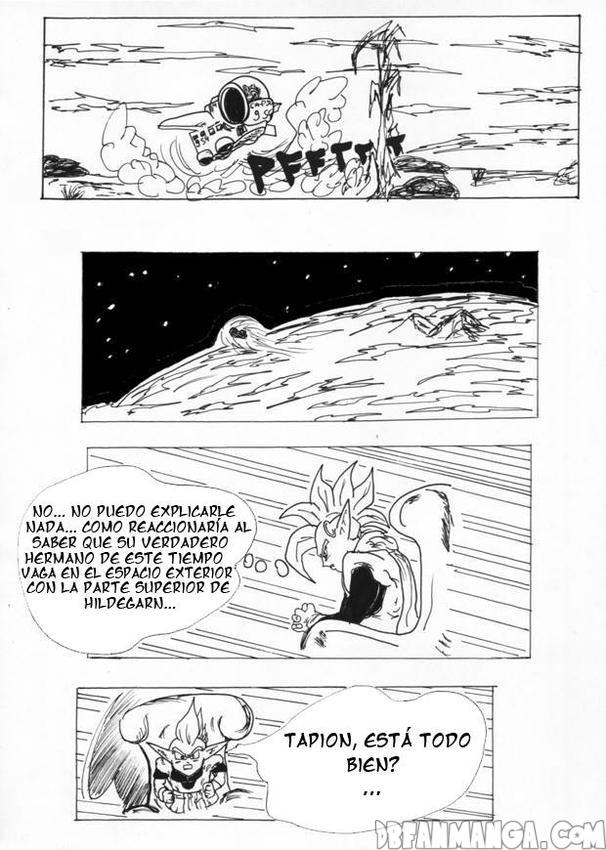 PFFTFFT
NO... NO PUEDO EXPLICARLE
NADA... COMO REACCIONARÍA AL
SABER QUE SU VERDADERO
HERMANO DE ESTE TIEMPO
VAGA EN EL ESPACIO EXTERIOR
CON LA PARTE SUPERIOR DE
HILDEGARN...
TAPION, ESTÁ TODO
BIEN?
...
DBFANMANGA.COM